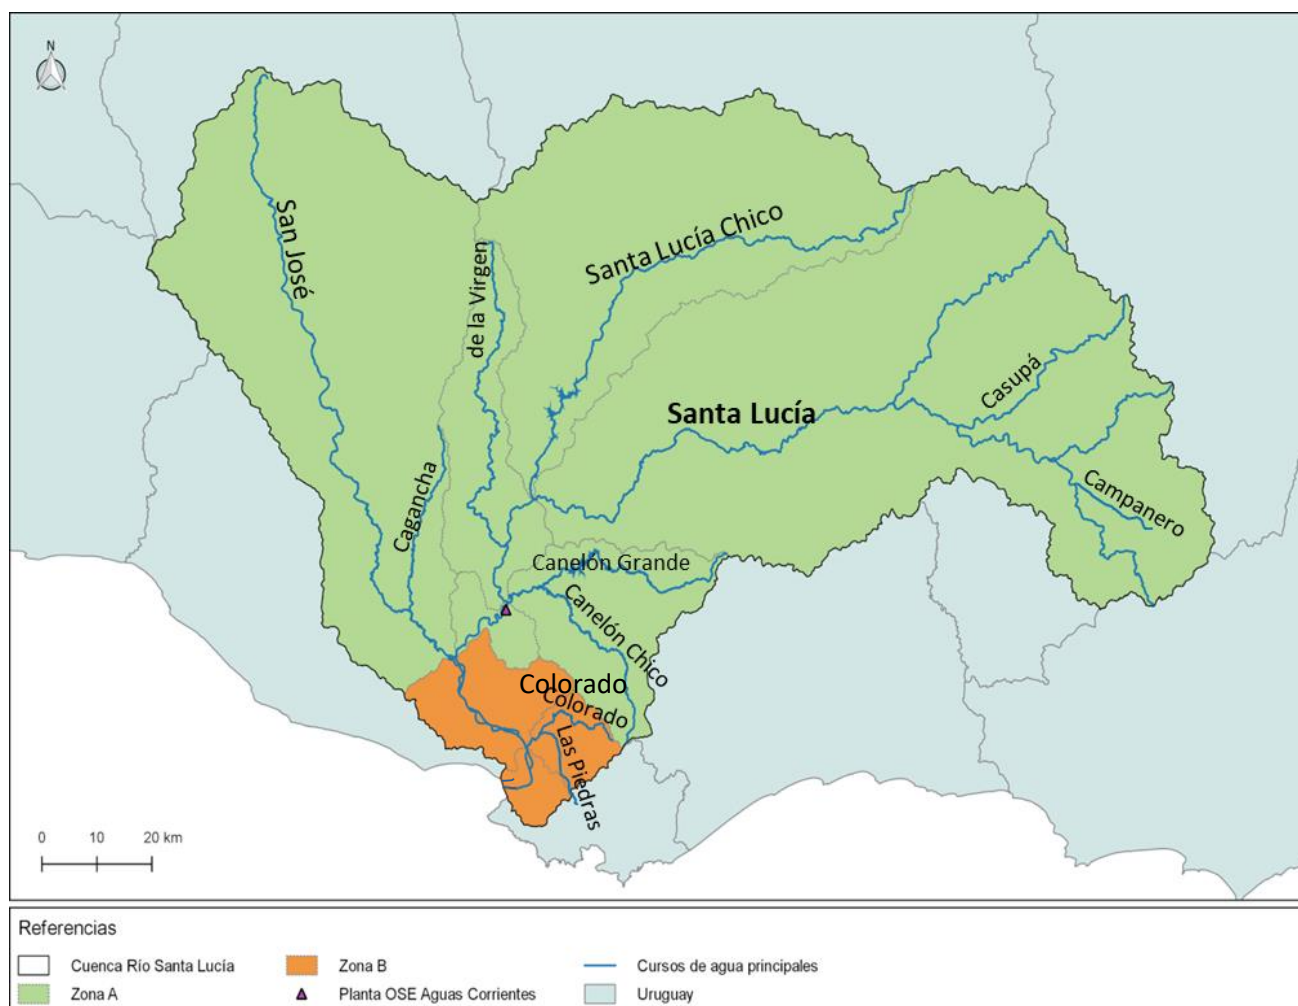 N
San José
de la Virgen
Santa Lucía Chico
Casupá
Santa Lucía
Cagancha
Campanero
Canelón Grande
Canelón Chico
Colorado
Colorado
Las Piedras
0 10 20 km
Referencias
Cuenca Río Santa Lucía
Zona B
Cursos de agua principales
Zona A
Planta OSE Aguas Corrientes
Uruguay